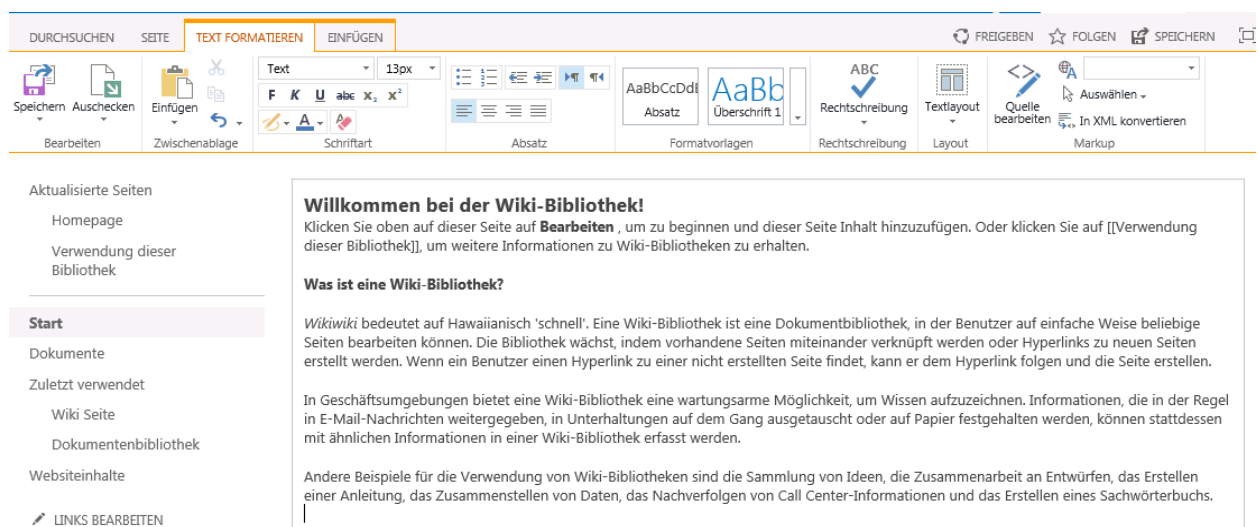 DURCHSUCHEN SEITE TEXT FORMATIEREN EINFÜGEN FREIGEBEN FOLGEN SPEICHERN
Text 13px AaBbCcDdE AaBb ABC
F K U abc X₂ X² Auswählen
Speichern Auschecken Einfügen A Absatz Überschrift 1 Rechtschreibung Textlayout Quelle bearbeiten In XML konvertieren
Bearbeiten Zwischenablage Schriftart Absatz Formatvorlagen Rechtschreibung Layout Markup
Aktualisierte Seiten
Homepage
Verwendung dieser
Bibliothek
Start
Dokumente
Zuletzt verwendet
Wiki Seite
Dokumentenbibliothek
Websiteinhalte
LINKS BEARBEITEN
Willkommen bei der Wiki-Bibliothek!
Klicken Sie oben auf dieser Seite auf Bearbeiten , um zu beginnen und dieser Seite Inhalt hinzuzufügen. Oder klicken Sie auf [[Verwendung
dieser Bibliothek]], um weitere Informationen zu Wiki-Bibliotheken zu erhalten.
Was ist eine Wiki-Bibliothek?
Wikiwiki bedeutet auf Hawaiianisch 'schnell'. Eine Wiki-Bibliothek ist eine Dokumentbibliothek, in der Benutzer auf einfache Weise beliebige
Seiten bearbeiten können. Die Bibliothek wächst, indem vorhandene Seiten miteinander verknüpft werden oder Hyperlinks zu neuen Seiten
erstellt werden. Wenn ein Benutzer einen Hyperlink zu einer nicht erstellten Seite findet, kann er dem Hyperlink folgen und die Seite erstellen.
In Geschäftsumgebungen bietet eine Wiki-Bibliothek eine wartungsarme Möglichkeit, um Wissen aufzuzeichnen. Informationen, die in der Regel
in E-Mail-Nachrichten weitergegeben, in Unterhaltungen auf dem Gang ausgetauscht oder auf Papier festgehalten werden, können stattdessen
mit ähnlichen Informationen in einer Wiki-Bibliothek erfasst werden.
Andere Beispiele für die Verwendung von Wiki-Bibliotheken sind die Sammlung von Ideen, die Zusammenarbeit an Entwürfen, das Erstellen
einer Anleitung, das Zusammenstellen von Daten, das Nachverfolgen von Call Center-Informationen und das Erstellen eines Sachwörterbuchs.